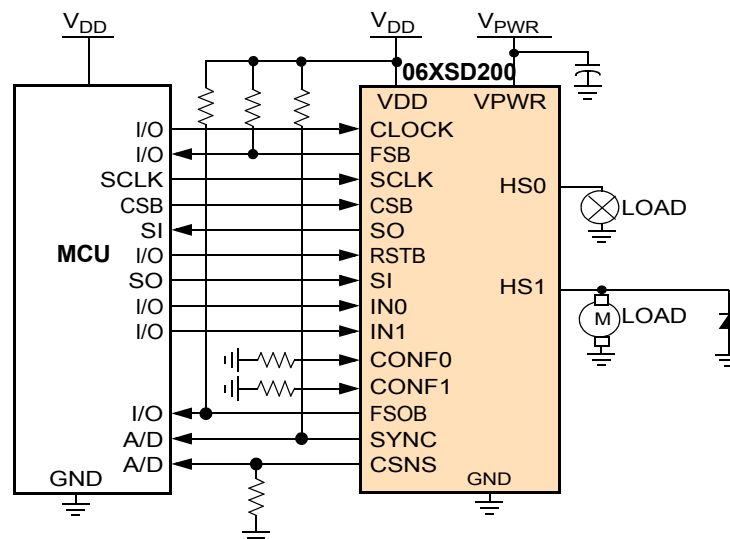 VDD VDD VPWR
06XSD200
VDD VPWR
I/O CLOCK
I/O FSB
SCLK SCLK
HS0
CSB CSB
LOAD
SI SO
MCU
I/O RSTB
SO SI
HS1
I/O IN0
M LOAD
I/O IN1
CONF0
CONF1
I/O FSOB
A/D SYNC
A/D CSNS
GND GND